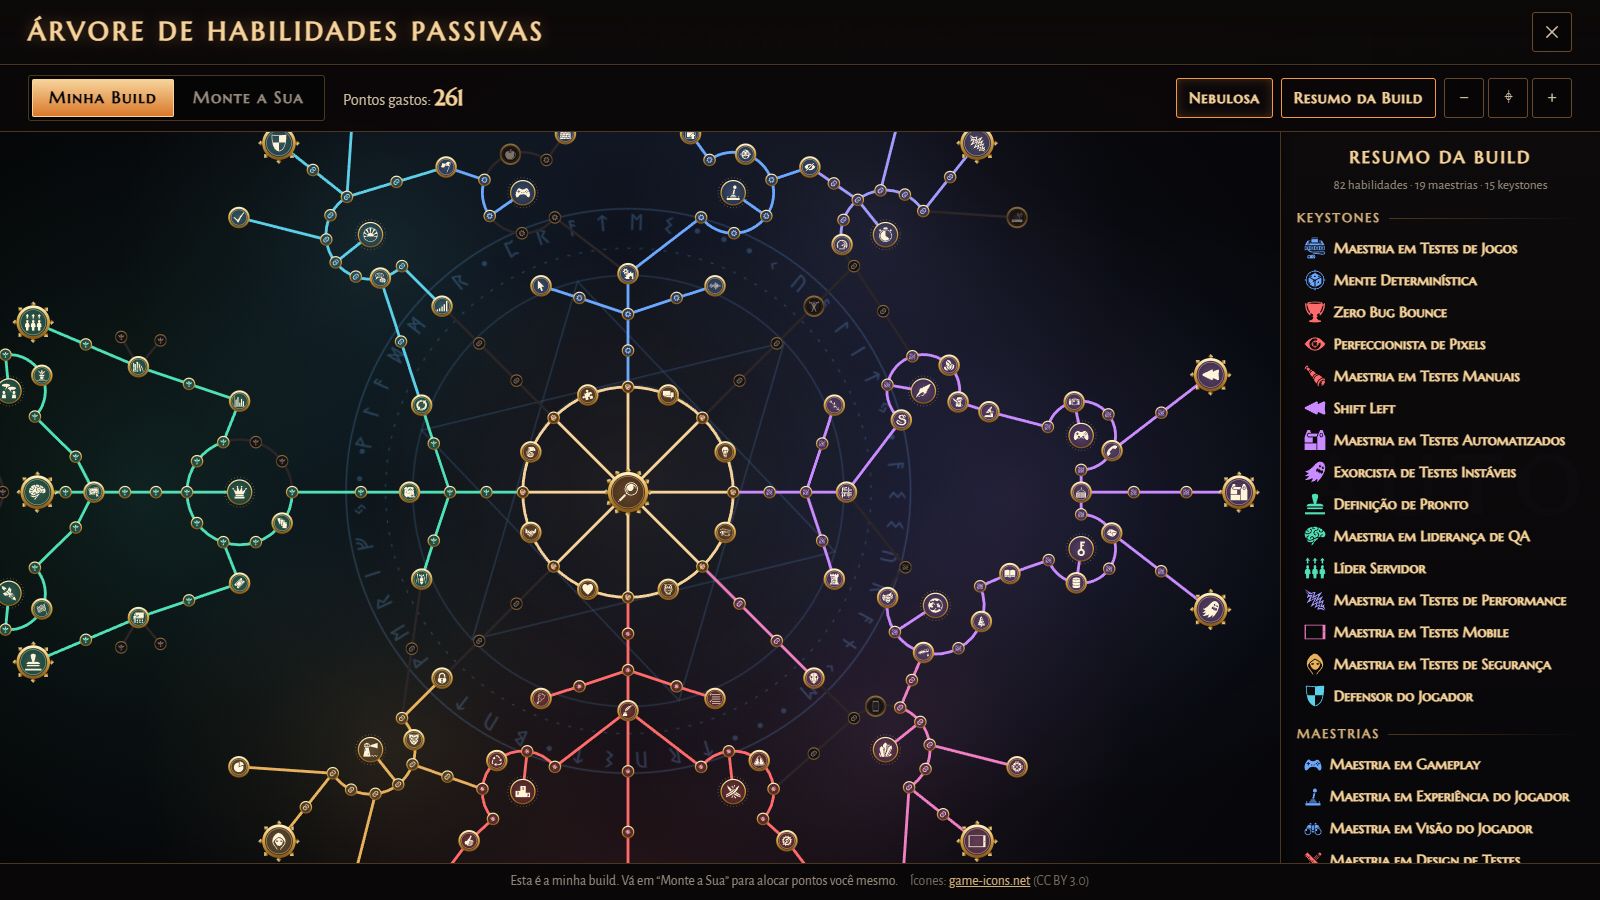 ÁRVORE DE HABILIDADES PASSIVAS
Minha Build
Monte a Sua
Pontos gastos: 261
Nebulosa
Resumo da Build
RESUMO DA BUILD
82 habilidades · 19 maestrias · 15 keystones
KEYSTONES
Maestria em Testes de Jogos
Mente Determinística
Zero Bug Bounce
Perfeccionista de Pixels
Maestria em Testes Manuais
Shift Left
Maestria em Testes Automatizados
Exorcista de Testes Instáveis
Definição de Pronto
Maestria em Liderança de QA
Líder Servidor
Maestria em Testes de Performance
Maestria em Testes Mobile
Maestria em Testes de Segurança
Defensor do Jogador
MAESTRIAS
Maestria em Gameplay
Maestria em Experiência do Jogador
Maestria em Visão do Jogador
Maestria em Design de Testes
Esta é a minha build. Vá em “Monte a Sua” para alocar pontos você mesmo. Ícones: game-icons.net (CC BY 3.0)